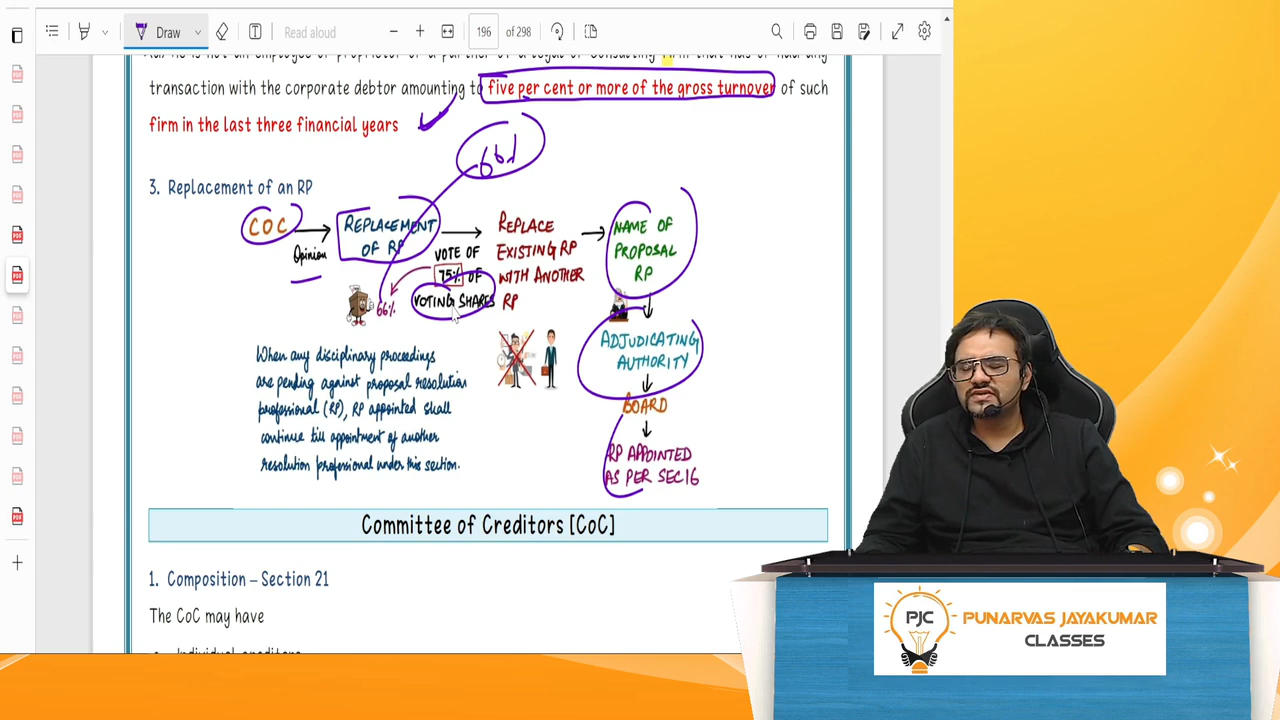 Draw
Read aloud
196 of 298
transaction with the corporate debtor amounting to five per cent or more of the gross turnover of such
firm in the last three financial years
66%
3. Replacement of an RP
COC
Opinion
REPLACEMENT
OF RP
VOTE OF
75% OF
VOTING SHARES
66%
REPLACE
EXISTING RP
WITH ANOTHER
RP
NAME OF
PROPOSAL
RP
ADJUDICATING
AUTHORITY
BOARD
RP APPOINTED
AS PER SEC16
When any disciplinary proceedings
are pending against proposal resolution
professional (RP), RP appointed shall
continue till appointment of another
resolution professional under this section.
Committee of Creditors [CoC]
1. Composition – Section 21
The CoC may have
PJC
PUNARVAS JAYAKUMAR
CLASSES